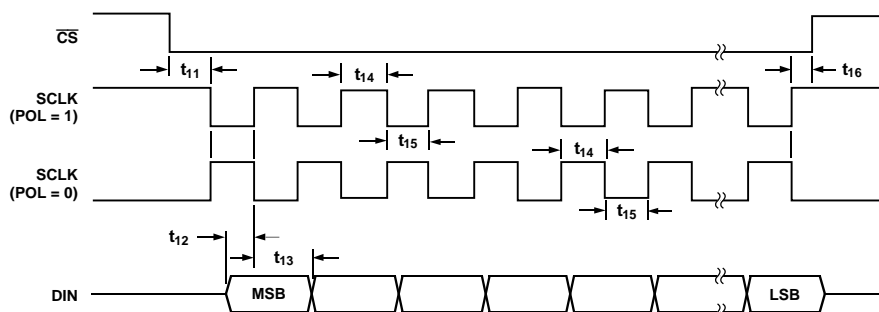 CS
t11
t14
t16
SCLK
(POL = 1)
t15
t14
SCLK
(POL = 0)
t15
t12
t13
DIN
MSB
LSB